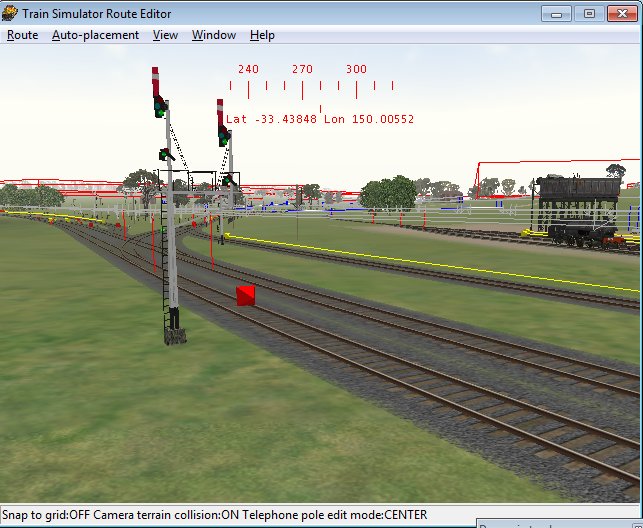 Train Simulator Route Editor
Route Auto-placement View Window Help
240 270 300
Lat -33.43848 Lon 150.00552
Snap to grid:OFF Camera terrain collision:ON Telephone pole edit mode:CENTER